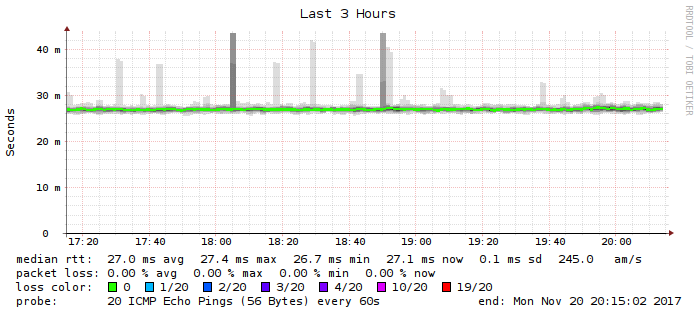 Last 3 Hours
RRDTOOL / TOBI OETIKER
Seconds
40 m
30 m
20 m
10 m
0
17:20 17:40 18:00 18:20 18:40 19:00 19:20 19:40 20:00
median rtt: 27.0 ms avg 27.4 ms max 26.7 ms min 27.1 ms now 0.1 ms sd 245.0 am/s
packet loss: 0.00 % avg 0.00 % max 0.00 % min 0.00 % now
loss color: 0 1/20 2/20 3/20 4/20 10/20 19/20
probe: 20 ICMP Echo Pings (56 Bytes) every 60s end: Mon Nov 20 20:15:02 2017